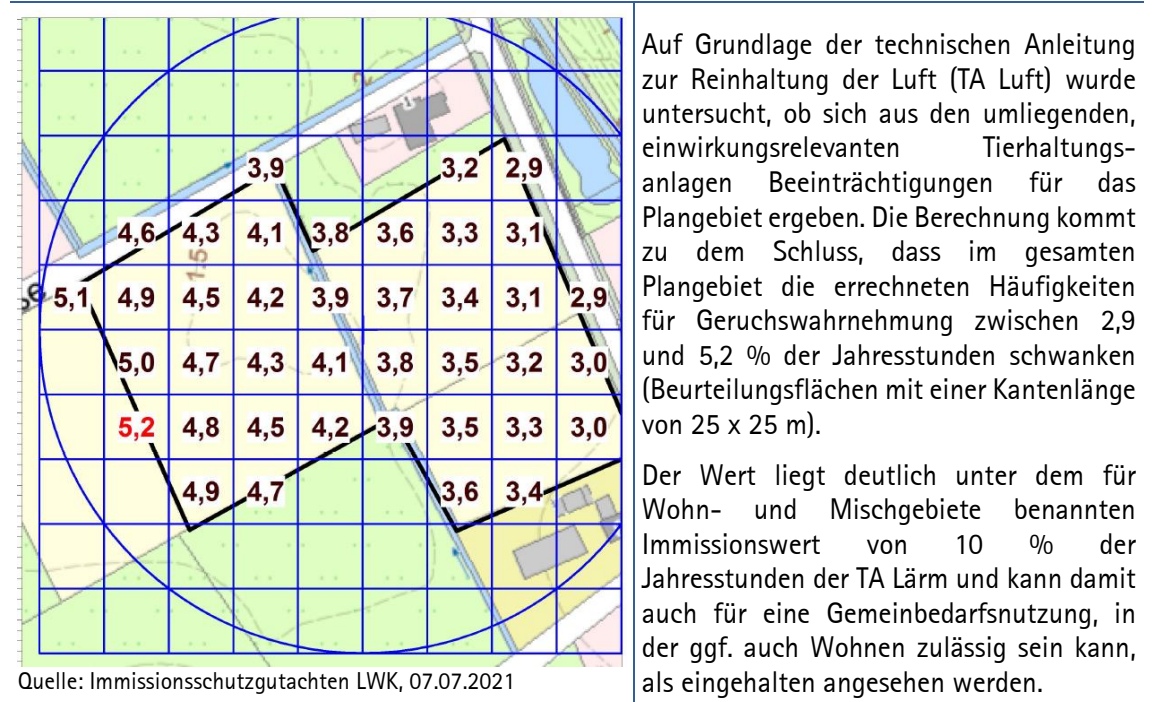 3,9 3,2 2,9
4,6 4,3 4,1 3,8 3,6 3,3 3,1
5,1 4,9 4,5 4,2 3,9 3,7 3,4 3,1 2,9
5,0 4,7 4,3 4,1 3,8 3,5 3,2 3,0
5,2 4,8 4,5 4,2 3,9 3,5 3,3 3,0
4,9 4,7 3,6 3,4
1.5
Quelle: Immissionsschutzgutachten LWK, 07.07.2021
Auf Grundlage der technischen Anleitung
zur Reinhaltung der Luft (TA Luft) wurde
untersucht, ob sich aus den umliegenden,
einwirkungsrelevanten Tierhaltungs-
anlagen Beeinträchtigungen für das
Plangebiet ergeben. Die Berechnung kommt
zu dem Schluss, dass im gesamten
Plangebiet die errechneten Häufigkeiten
für Geruchswahrnehmung zwischen 2,9
und 5,2 % der Jahresstunden schwanken
(Beurteilungsflächen mit einer Kantenlänge
von 25 x 25 m).
Der Wert liegt deutlich unter dem für
Wohn- und Mischgebiete benannten
Immissionswert von 10 % der
Jahresstunden der TA Lärm und kann damit
auch für eine Gemeinbedarfsnutzung, in
der ggf. auch Wohnen zulässig sein kann,
als eingehalten angesehen werden.